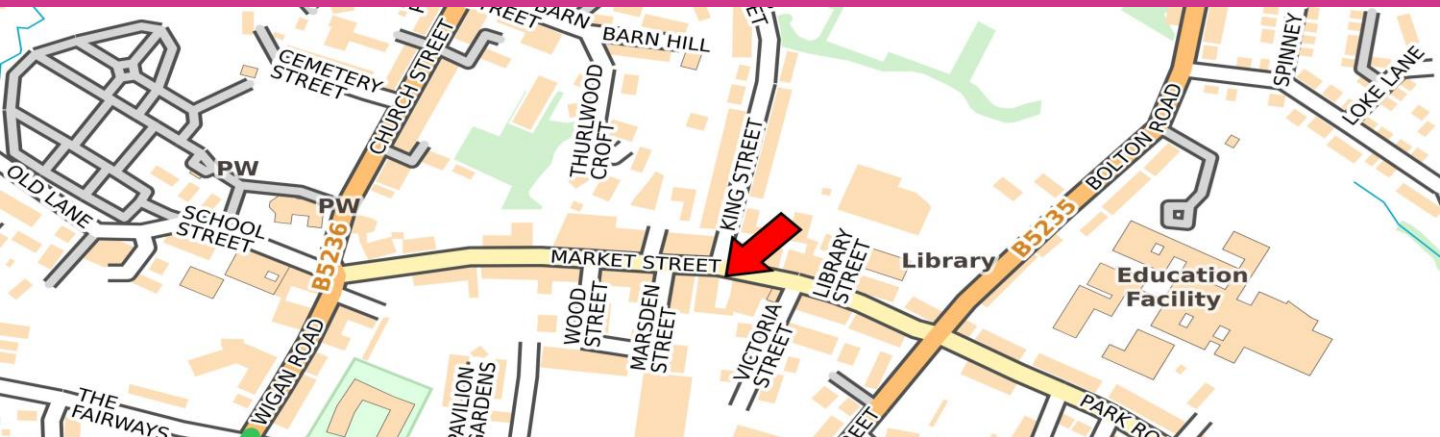 STREET
BARN
BARN HILL
CEMETERY
STREET
CHURCH STREET
THURLWOOD
CROFT
KING STREET
SPINNEY
LOKE LANE
BOLTON ROAD
B5235
PW
OLD LANE
SCHOOL
STREET
PW
B5236
MARKET STREET
LIBRARY
STREET
Library
Education
Facility
WOOD
STREET
MARSDEN
STREET
VICTORIA
STREET
WIGAN ROAD
THE
FAIRWAYS
PAVILION
GARDENS
PARK RO